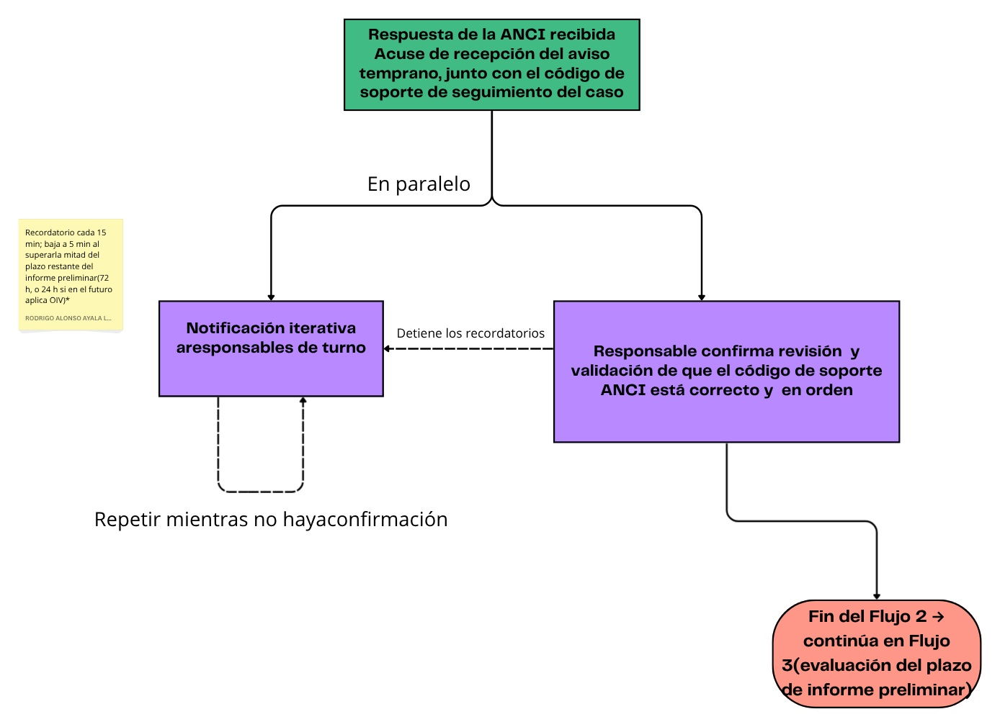 Respuesta de la ANCI recibida
Acuse de recepción del aviso
temprano, junto con el código de
soporte de seguimiento del caso
En paralelo
Recordatorio cada 15
min; baja a 5 min al
superarla mitad del
plazo restante del
informe preliminar(72
h, o 24 h si en el futuro
aplica OIV)*
RODRIGO ALONSO AYALA L...
Notificación iterativa
aresponsables de turno
Detiene los recordatorios
Responsable confirma revisión  y
validación de que el código de soporte
ANCI está correcto y  en orden
Repetir mientras no hayaconfirmación
Fin del Flujo 2 →
continúa en Flujo
3(evaluación del plazo
de informe preliminar)